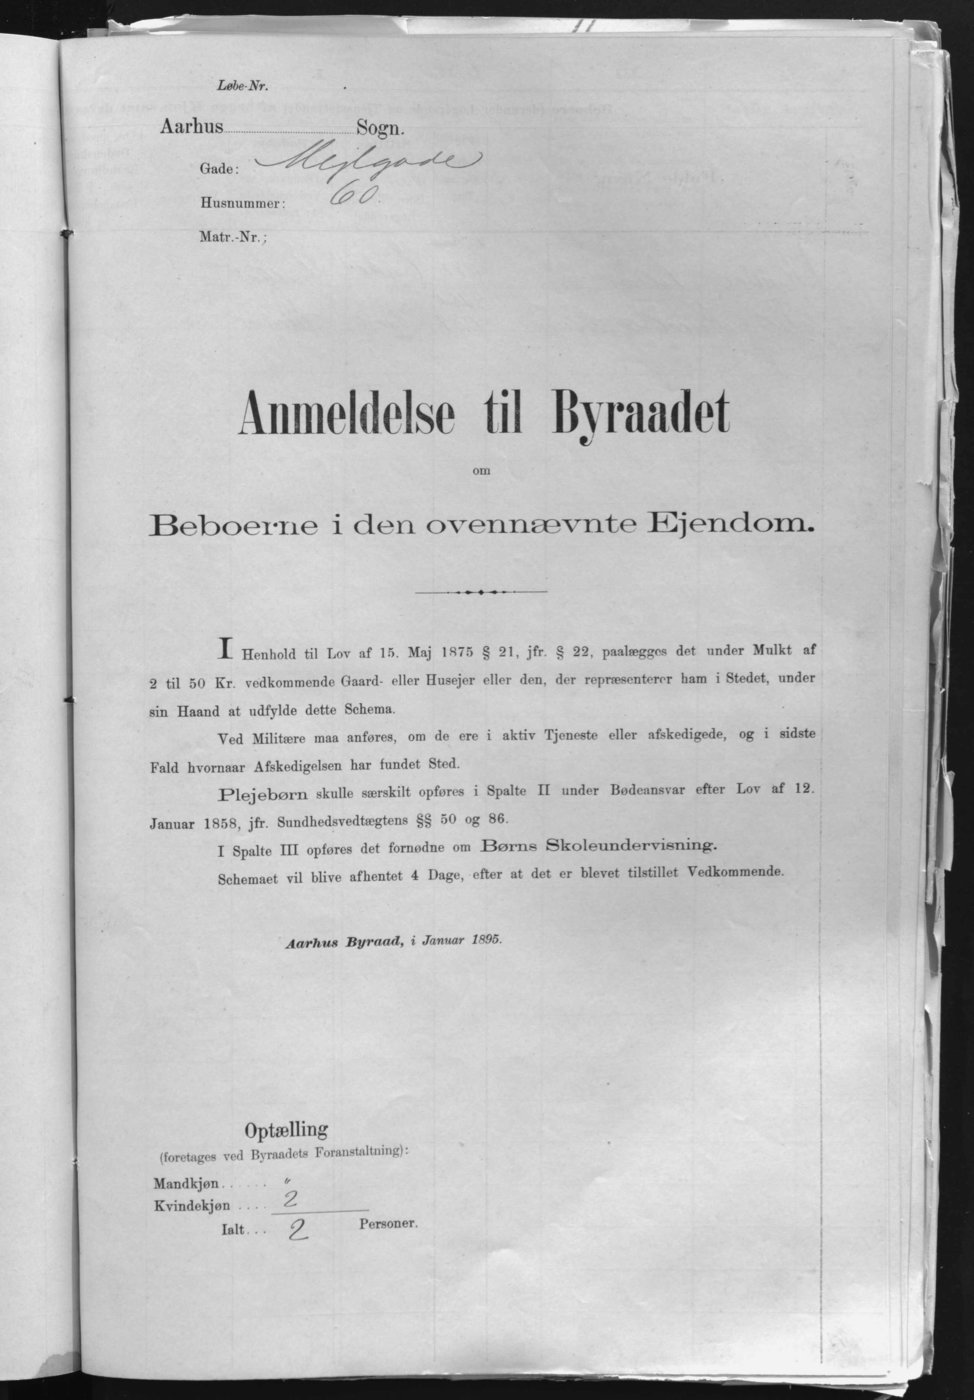 Løbe-Nr.
Aarhus Sogn.
Gade: Mejlgade
Husnummer: 60.
Matr.-Nr.:
Anmeldelse til Byraadet
om
Beboerne i den ovennævnte Ejendom.
I Henhold til Lov af 15. Maj 1875 § 21, jfr. § 22, paalægges det under Mulkt af
2 til 50 Kr. vedkommende Gaard- eller Husejer eller den, der repræsenterer ham i Stedet, under
sin Haand at udfylde dette Schema.
Ved Militære maa anføres, om de ere i aktiv Tjeneste eller afskedigede, og i sidste
Fald hvornaar Afskedigelsen har fundet Sted.
Plejebørn skulle særskilt opføres i Spalte II under Bødeansvar efter Lov af 12.
Januar 1858, jfr. Sundhedsvedtægtens §§ 50 og 86.
I Spalte III opføres det fornødne om Børns Skoleundervisning.
Schemaet vil blive afhentet 4 Dage, efter at det er blevet tilstillet Vedkommende.
Aarhus Byraad, i Januar 1895.
Optælling
(foretages ved Byraadets Foranstaltning):
Mandkjøn . . . . . . "
Kvindekjøn . . . . 2
Ialt . . . 2 Personer.